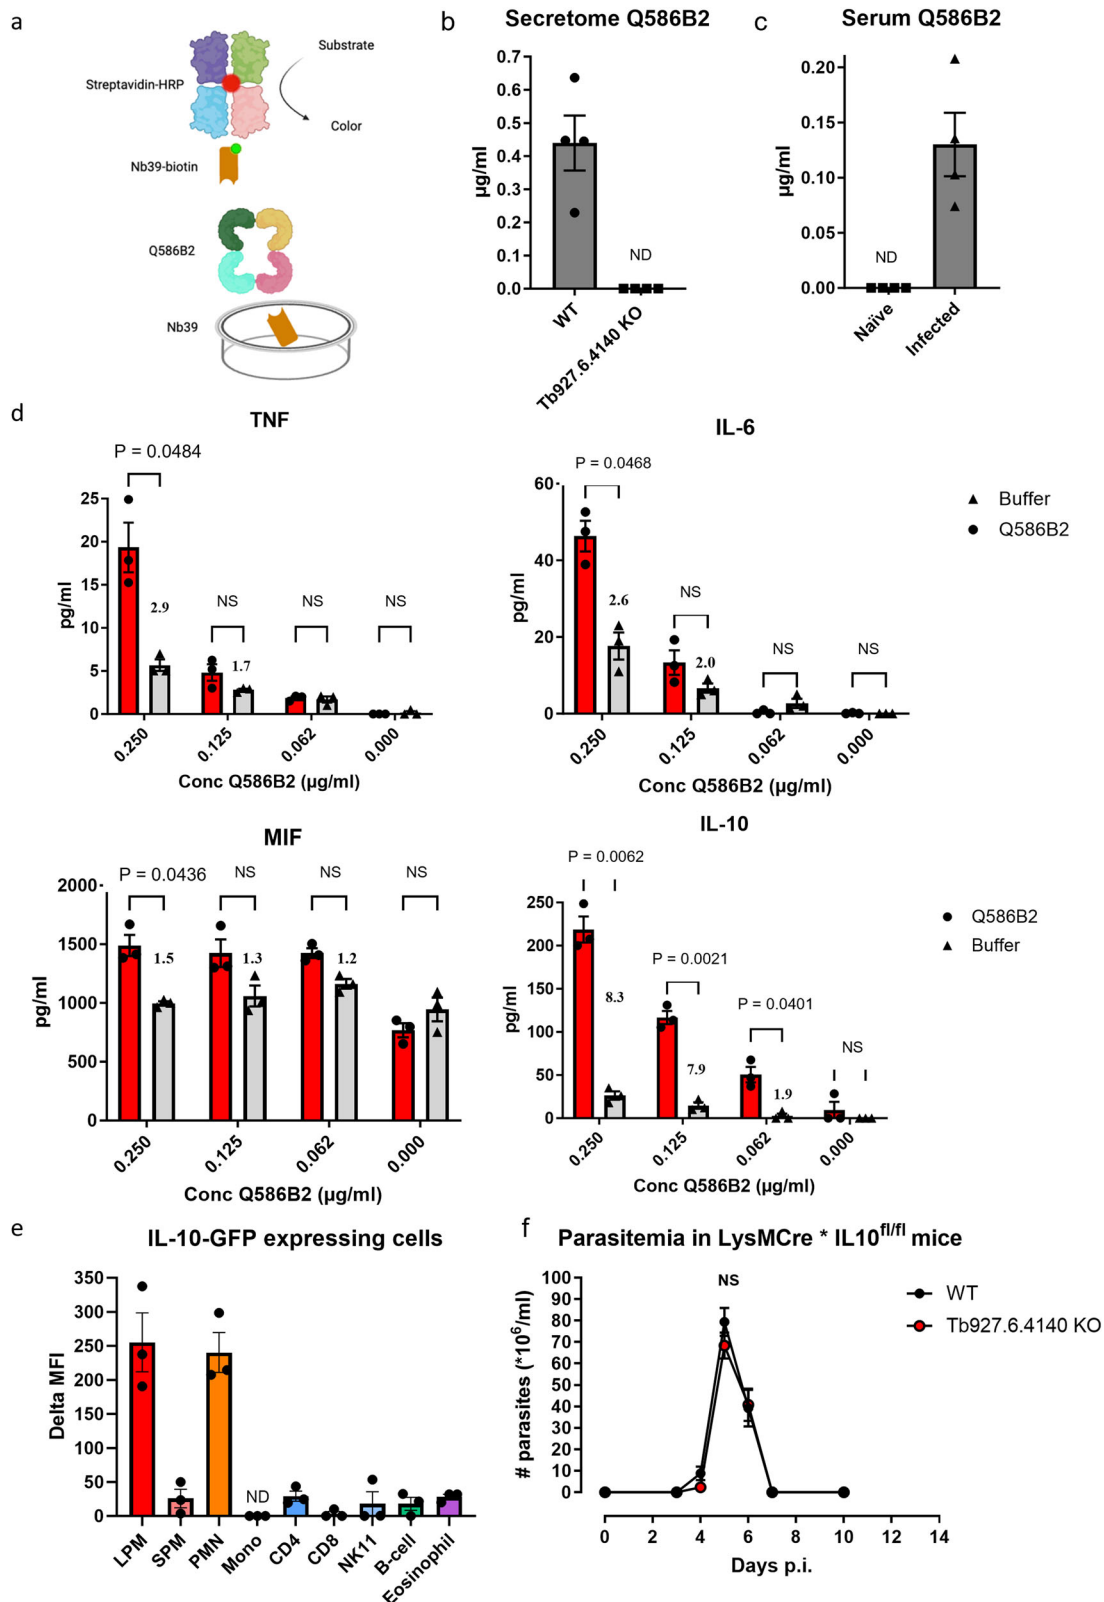 a
Streptavidin-HRP
Substrate
Color
Nb39-biotin
Q586B2
Nb39
b
Secretome Q586B2
µg/ml
0.7
0.6
0.5
0.4
0.3
0.2
0.1
0.0
ND
WT
Tb927.6.4140 KO
c
Serum Q586B2
µg/ml
0.20
0.15
0.10
0.05
0.00
ND
Naïve
Infected
d
TNF
P = 0.0484
NS
NS
NS
pg/ml
25
20
15
10
5
0
2.9
1.7
0.250
0.125
0.062
0.000
Conc Q586B2 (µg/ml)
IL-6
P = 0.0468
NS
NS
NS
pg/ml
60
40
20
0
2.6
2.0
0.250
0.125
0.062
0.000
Conc Q586B2 (µg/ml)
Buffer
Q586B2
MIF
P = 0.0436
NS
NS
NS
pg/ml
2000
1500
1000
500
0
1.5
1.3
1.2
0.250
0.125
0.062
0.000
Conc Q586B2 (µg/ml)
IL-10
P = 0.0062
P = 0.0021
P = 0.0401
NS
pg/ml
250
200
150
100
50
0
8.3
7.9
1.9
0.250
0.125
0.062
0.000
Conc Q586B2 (µg/ml)
Q586B2
Buffer
e
IL-10-GFP expressing cells
Delta MFI
350
300
250
200
150
100
50
0
ND
LPM
SPM
PMN
Mono
CD4
CD8
NK11
B-cell
Eosinophil
f
Parasitemia in LysMCre * IL10fl/fl mice
NS
# parasites (*10⁶/ml)
100
90
80
70
60
50
40
30
20
10
0
0
2
4
6
8
10
12
14
Days p.i.
WT
Tb927.6.4140 KO